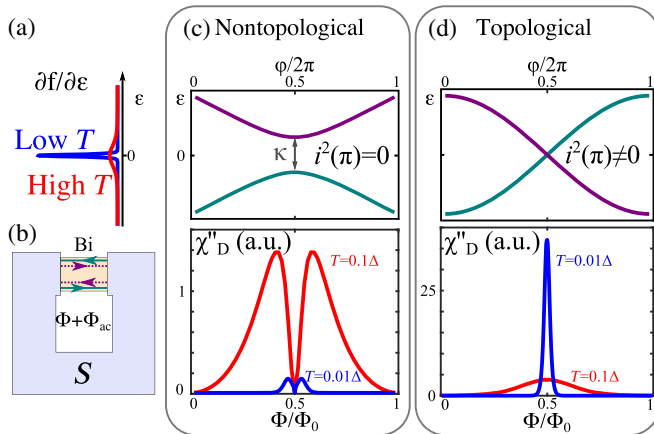 (a)
∂f/∂ε
ε
Low T
0
High T
(b)
Bi
Φ+Φac
S
(c) Nontopological
φ/2π
0 0.5 1
ε
0
κ
i²(π)=0
χ"D (a.u.)
T=0.1Δ
1
T=0.01Δ
0
0 0.5 1
Φ/Φ0
(d) Topological
φ/2π
0 0.5 1
ε
i²(π)≠0
χ"D (a.u.)
T=0.01Δ
25
T=0.1Δ
0
0 0.5 1
Φ/Φ0